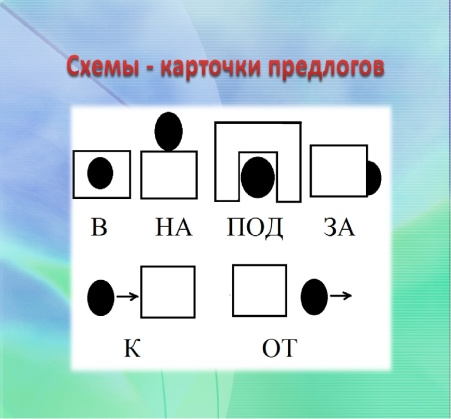 Схемы - карточки предлогов
В НА ПОД ЗА
К ОТ